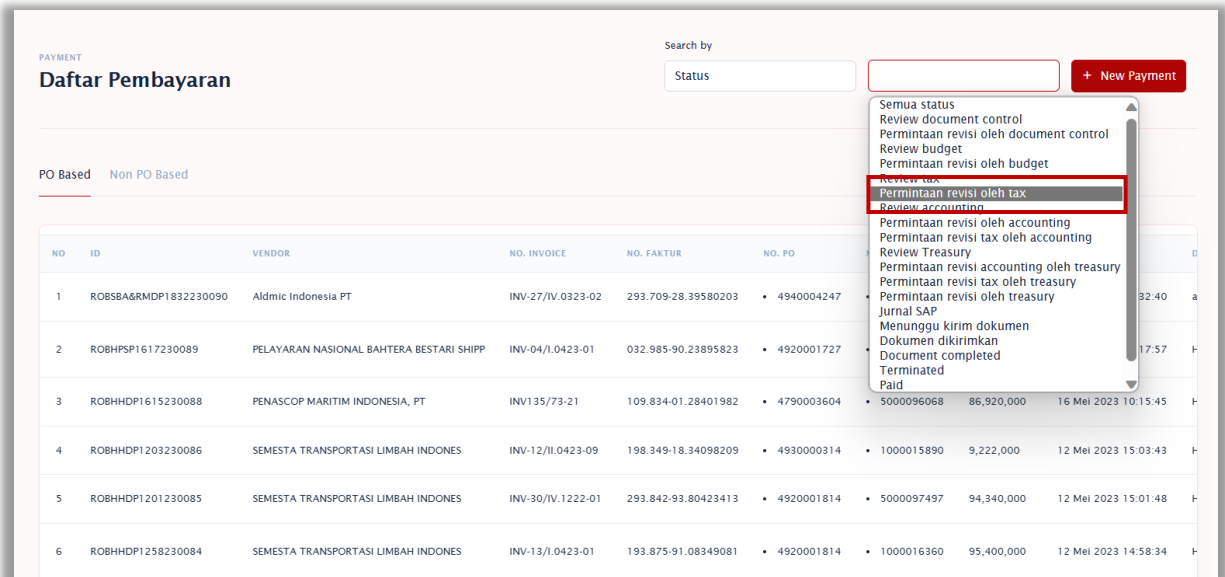 Search by
PAYMENT
Daftar Pembayaran
Status
+ New Payment
Semua status
Review document control
Permintaan revisi oleh document control
Review budget
Permintaan revisi oleh budget
Review tax
Permintaan revisi oleh tax
Review accounting
Permintaan revisi oleh accounting
Permintaan revisi tax oleh accounting
Review Treasury
Permintaan revisi accounting oleh treasury
Permintaan revisi tax oleh treasury
Permintaan revisi oleh treasury
Jurnal SAP
Menunggu kirim dokumen
Dokumen dikirimkan
Document completed
Terminated
Paid
PO Based Non PO Based
NO ID VENDOR NO. INVOICE NO. FAKTUR NO. PO
1 ROBSBA&RMDP1832230090 Aldmic Indonesia PT INV-27/IV.0323-02 293.709-28.39580203 • 4940004247 • 32:40
2 ROBHPSP1617230089 PELAYARAN NASIONAL BAHTERA BESTARI SHIPP INV-04/I.0423-01 032.985-90.23895823 • 4920001727 • 17:57
3 ROBHHDP1615230088 PENASCOP MARITIM INDONESIA, PT INV135/73-21 109.834-01.28401982 • 4790003604 • 5000096068 86,920,000 16 Mei 2023 10:15:45
4 ROBHHDP1203230086 SEMESTA TRANSPORTASI LIMBAH INDONES INV-12/II.0423-09 198.349-18.34098209 • 4930000314 • 1000015890 9,222,000 12 Mei 2023 15:03:43
5 ROBHHDP1201230085 SEMESTA TRANSPORTASI LIMBAH INDONES INV-30/IV.1222-01 293.842-93.80423413 • 4920001814 • 5000097497 94,340,000 12 Mei 2023 15:01:48
6 ROBHHDP1258230084 SEMESTA TRANSPORTASI LIMBAH INDONES INV-13/I.0423-01 193.875-91.08349081 • 4920001814 • 1000016360 95,400,000 12 Mei 2023 14:58:34